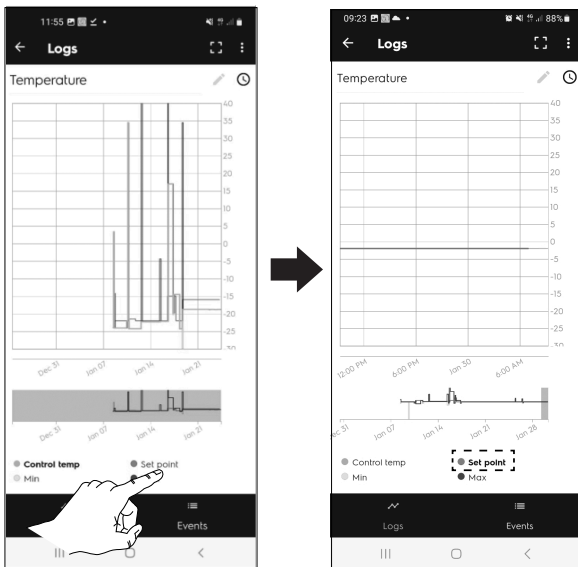 11:55
Logs
Temperature
40
35
30
25
20
15
10
5
0
-5
-10
-15
-20
-25
-30
Dec 31 Jan 07 Jan 14 Jan 21
Dec 31 Jan 07 Jan 14 Jan 21
Control temp Set point
Min
Events
09:23 88%
Logs
Temperature
40
35
30
25
20
15
10
5
0
-5
-10
-15
-20
-25
-30
12:00 PM 6:00 PM Jan 30 6:00 AM
Jan 07 Jan 14 Jan 21 Jan 28
Control temp Set point
Min Max
Logs Events